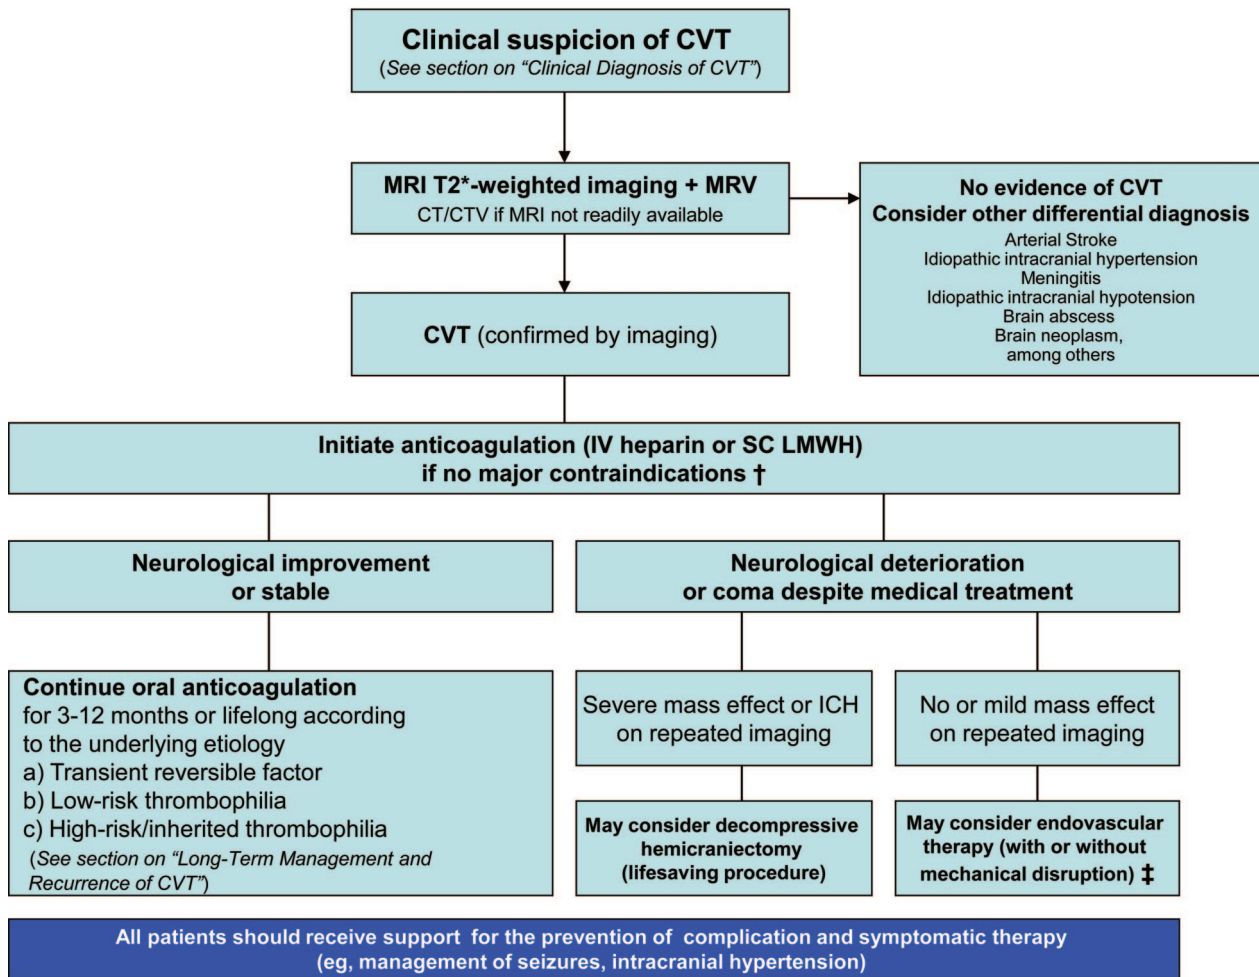 Clinical suspicion of CVT
(See section on “Clinical Diagnosis of CVT”)
MRI T2*-weighted imaging + MRV
CT/CTV if MRI not readily available
No evidence of CVT
Consider other differential diagnosis
Arterial Stroke
Idiopathic intracranial hypertension
Meningitis
Idiopathic intracranial hypotension
Brain abscess
Brain neoplasm,
among others
CVT (confirmed by imaging)
Initiate anticoagulation (IV heparin or SC LMWH)
if no major contraindications †
Neurological improvement
or stable
Neurological deterioration
or coma despite medical treatment
Continue oral anticoagulation
for 3-12 months or lifelong according
to the underlying etiology
a) Transient reversible factor
b) Low-risk thrombophilia
c) High-risk/inherited thrombophilia
(See section on “Long-Term Management and
Recurrence of CVT”)
Severe mass effect or ICH
on repeated imaging
No or mild mass effect
on repeated imaging
May consider decompressive
hemicraniectomy
(lifesaving procedure)
May consider endovascular
therapy (with or without
mechanical disruption) ‡
All patients should receive support for the prevention of complication and symptomatic therapy
(eg, management of seizures, intracranial hypertension)